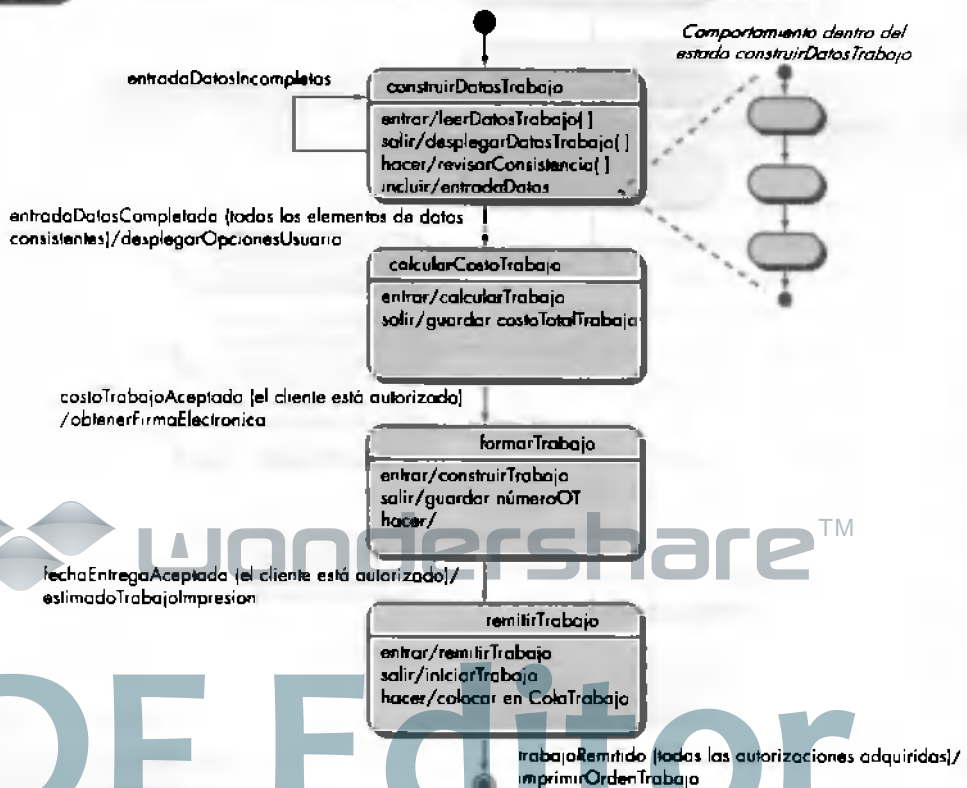 Comportamiento dentro del
estado construirDatosTrabajo
entradaDatosIncompletos
construirDatosTrabajo
entrar/leerDatosTrabajo( )
salir/desplegarDatosTrabajo( )
hacer/revisarConsistencia( )
incluir/entradaDatos
entradaDatosCompletada (todos los elementos de datos
consistentes)/desplegarOpcionesUsuario
calcularCostoTrabajo
entrar/calcularTrabajo
salir/guardar costoTotalTrabajo
costoTrabajoAceptado (el cliente está autorizado)
/obtenerFirmaElectronica
formarTrabajo
entrar/construirTrabajo
salir/guardar númeroOT
hacer/
wondershare™
fechaEntregaAceptada (el cliente está autorizado)/
estimadoTrabajoImpresion
remitirTrabajo
entrar/remitirTrabajo
salir/iniciarTrabajo
hacer/colocar en ColaTrabajo
DF Editor
trabajoRemitido (todas las autorizaciones adquiridas)/
imprimirOrdenTrabajo